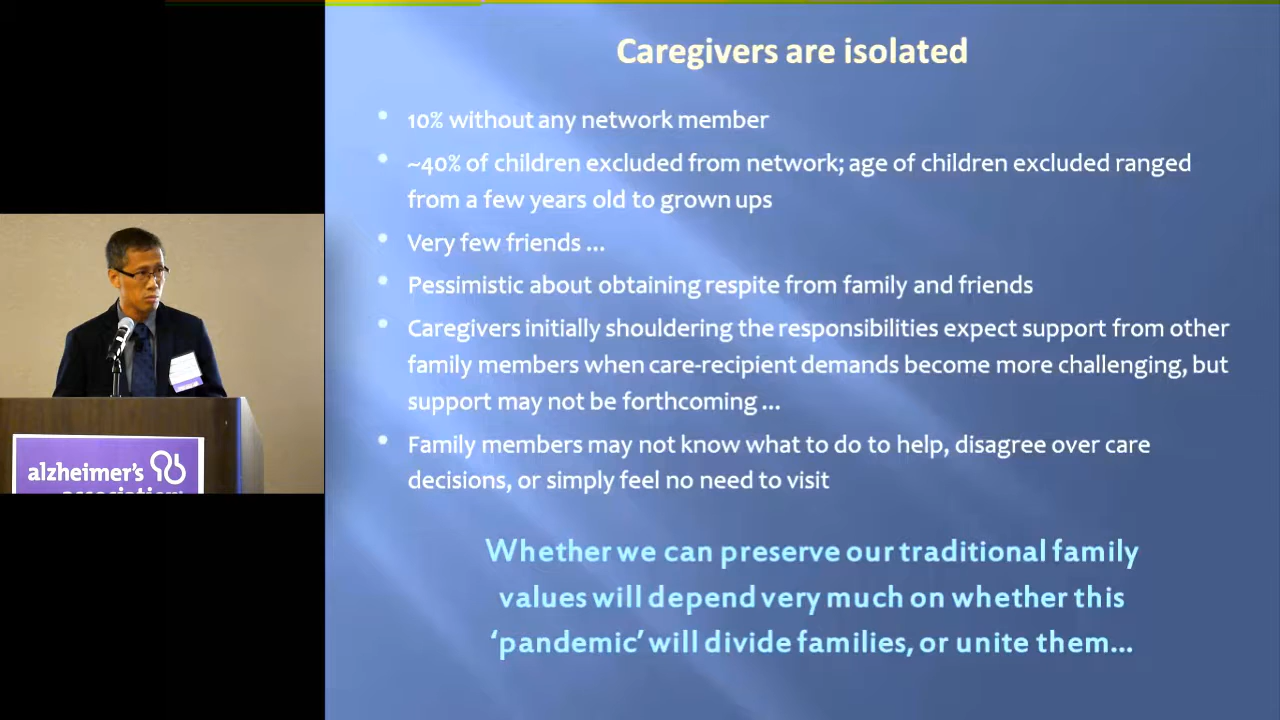 Caregivers are isolated
• 10% without any network member
• ~40% of children excluded from network; age of children excluded ranged
from a few years old to grown ups
• Very few friends ...
• Pessimistic about obtaining respite from family and friends
• Caregivers initially shouldering the responsibilities expect support from other
family members when care-recipient demands become more challenging, but
support may not be forthcoming ...
• Family members may not know what to do to help, disagree over care
decisions, or simply feel no need to visit
Whether we can preserve our traditional family
values will depend very much on whether this
‘pandemic’ will divide families, or unite them...
alzheimer's
association